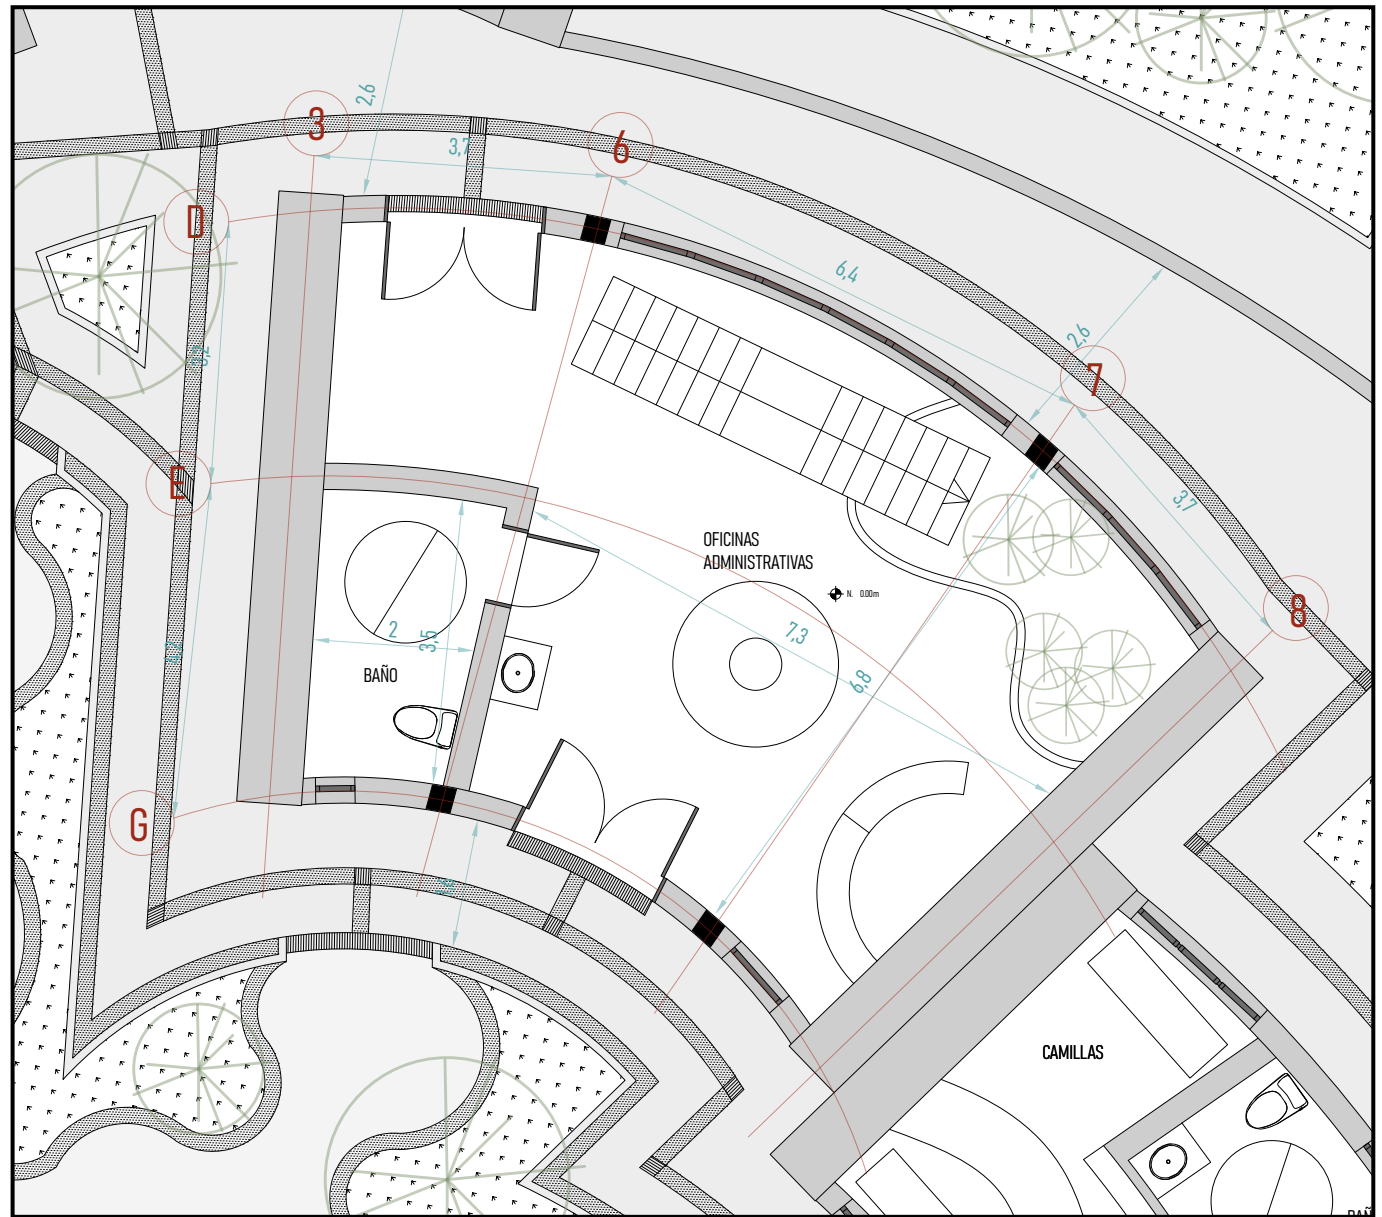 2,6
3
3,7
6
D
6,4
2,6
7
E
3,7
OFICINAS
ADMINISTRATIVAS
N. 0.00m
8
2
3,5
7,3
6,8
BAÑO
G
CAMILLAS